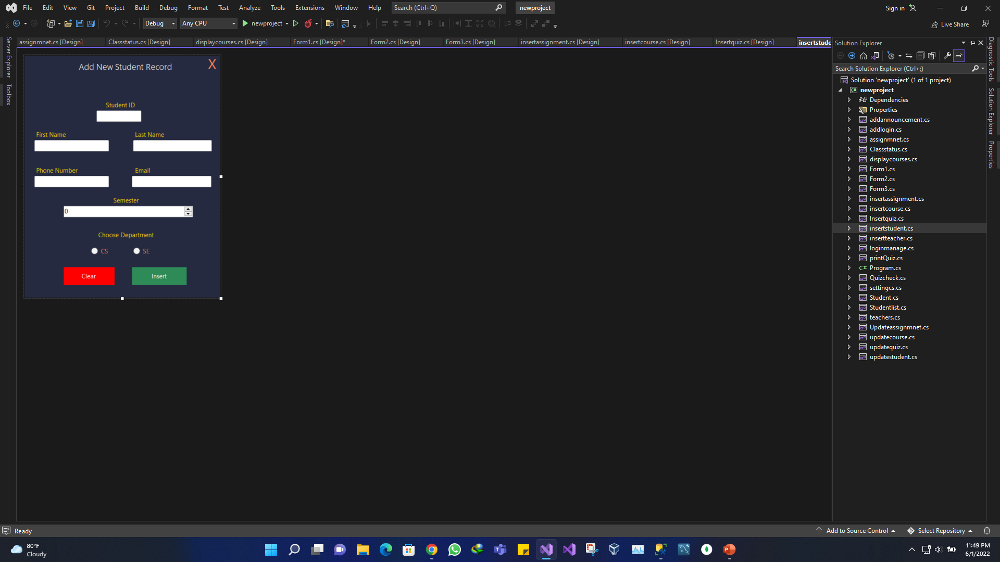 File Edit View Git Project Build Debug Format Test Analyze Tools Extensions Window Help Search (Ctrl+Q) newproject Sign in
Debug Any CPU newproject Live Share
assignmnet.cs [Design] Classstatus.cs [Design] displaycourses.cs [Design] Form1.cs [Design]* Form2.cs [Design] Form3.cs [Design] insertassignment.cs [Design] insertcourse.cs [Design] Insertquiz.cs [Design] insertstude
Server Explorer
Toolbox
Add New Student Record X
Student ID
First Name Last Name
Phone Number Email
Semester
0
Choose Department
CS SE
Clear Insert
Solution Explorer
Search Solution Explorer (Ctrl+;)
Solution 'newproject' (1 of 1 project)
C# newproject
Dependencies
Properties
addannouncement.cs
addlogin.cs
assignmnet.cs
Classstatus.cs
displaycourses.cs
Form1.cs
Form2.cs
Form3.cs
insertassignment.cs
insertcourse.cs
Insertquiz.cs
insertstudent.cs
insertteacher.cs
loginmanage.cs
printQuiz.cs
C# Program.cs
Quizcheck.cs
settingcs.cs
Student.cs
Studentlist.cs
teachers.cs
Updateassignmnet.cs
updatecourse.cs
updatequiz.cs
updatestudent.cs
Diagnostic Tools
Solution Explorer
Properties
Ready Add to Source Control Select Repository
80°F
Cloudy
11:49 PM
6/1/2022